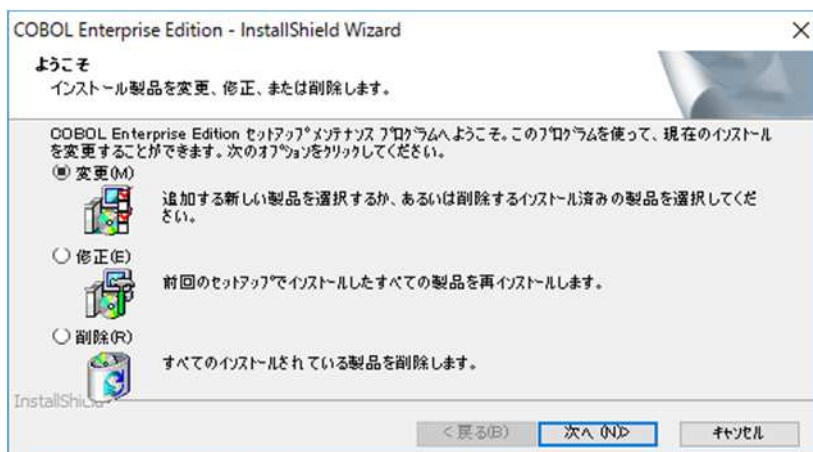 COBOL Enterprise Edition - InstallShield Wizard
ようこそ
インストール製品を変更、修正、または削除します。
COBOL Enterprise Edition セットアップ メンテナンス プログラムへようこそ。このプログラムを使って、現在のインストール
を変更することができます。次のオプションをクリックしてください。
変更(M)
追加する新しい製品を選択するか、あるいは削除するインストール済みの製品を選択してくだ
さい。
修正(E)
前回のセットアップでインストールしたすべての製品を再インストールします。
削除(R)
すべてのインストールされている製品を削除します。
InstallShield
< 戻る(B)
次へ (N)>
キャンセル